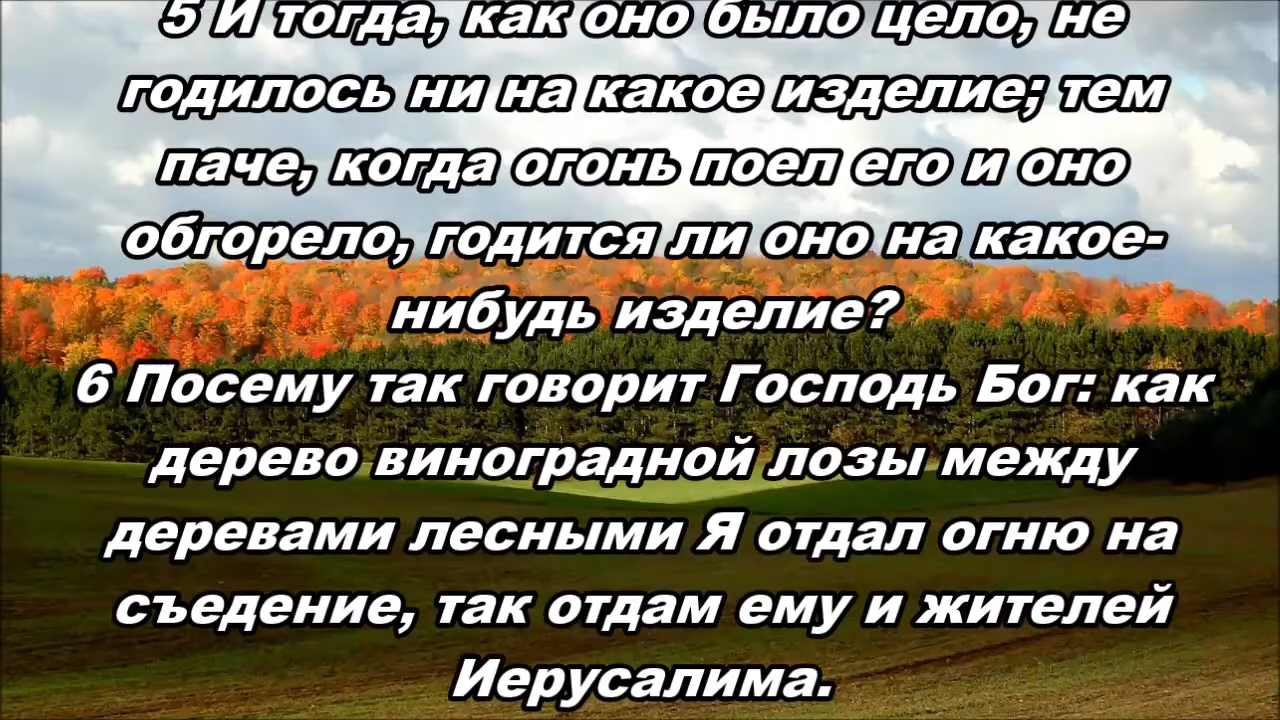 5 И тогда, как оно было цело, не
годилось ни на какое изделие; тем
паче, когда огонь поел его и оно
обгорело, годится ли оно на какое-
нибудь изделие?
6 Посему так говорит Господь Бог: как
дерево виноградной лозы между
деревами лесными Я отдал огню на
съедение, так отдам ему и жителей
Иерусалима.